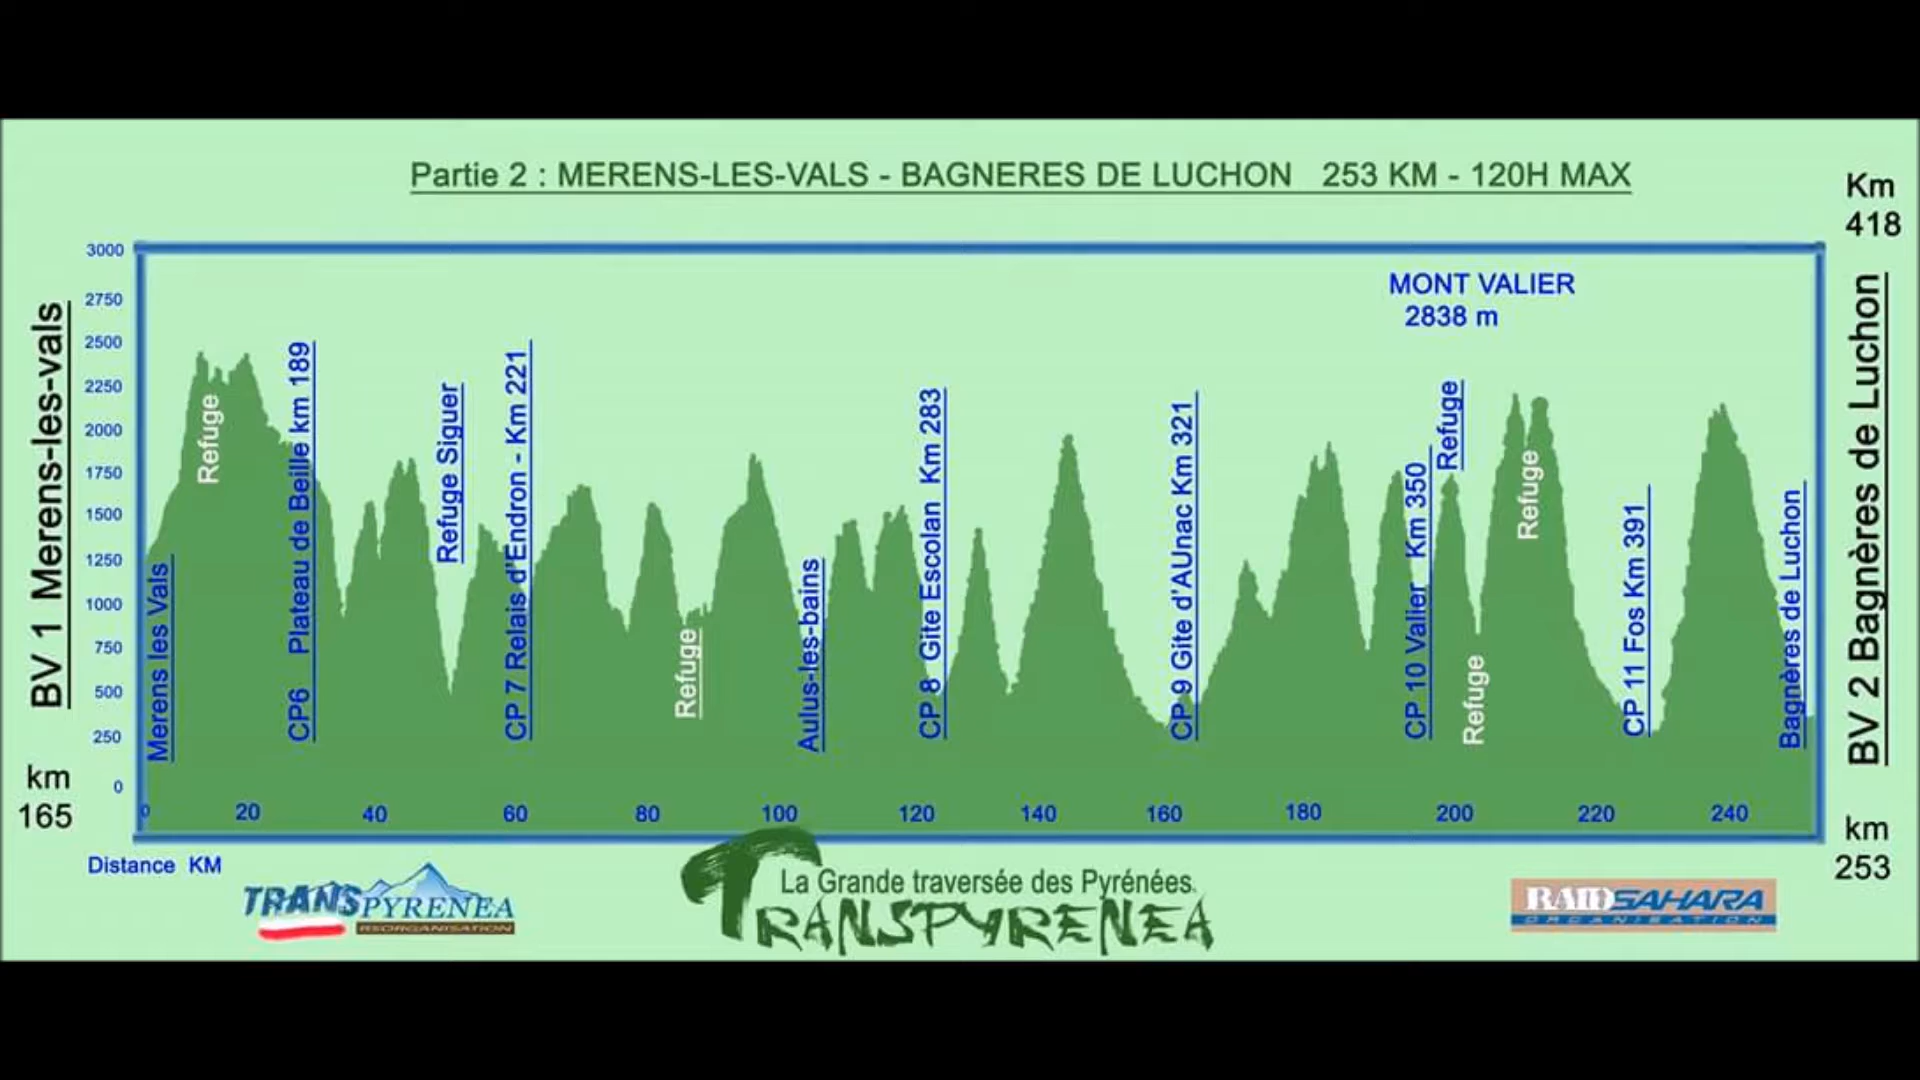 Partie 2 : MERENS-LES-VALS - BAGNERES DE LUCHON 253 KM - 120H MAX
Km
418
3000
2750
2500
2250
2000
1750
1500
1250
1000
750
500
250
0
MONT VALIER
2838 m
BV 1 Merens-les-vals
km
165
Merens les Vals
Refuge
CP6 Plateau de Beille km 189
Refuge Siguer
CP 7 Relais d'Endron - Km 221
Refuge
Aulus-les-bains
CP 8 Gite Escolan Km 283
CP 9 Gite d'AUnac Km 321
CP 10 Valier Km 350
Refuge
Refuge
Refuge
CP 11 Fos Km 391
Bagnères de Luchon
BV 2 Bagnères de Luchon
km
253
0 20 40 60 80 100 120 140 160 180 200 220 240
Distance KM
TRANSPYRENEA
RSORGANISATION
La Grande traversée des Pyrénées
TRANSPYRENEA
RAIDSAHARA
ORGANISATION